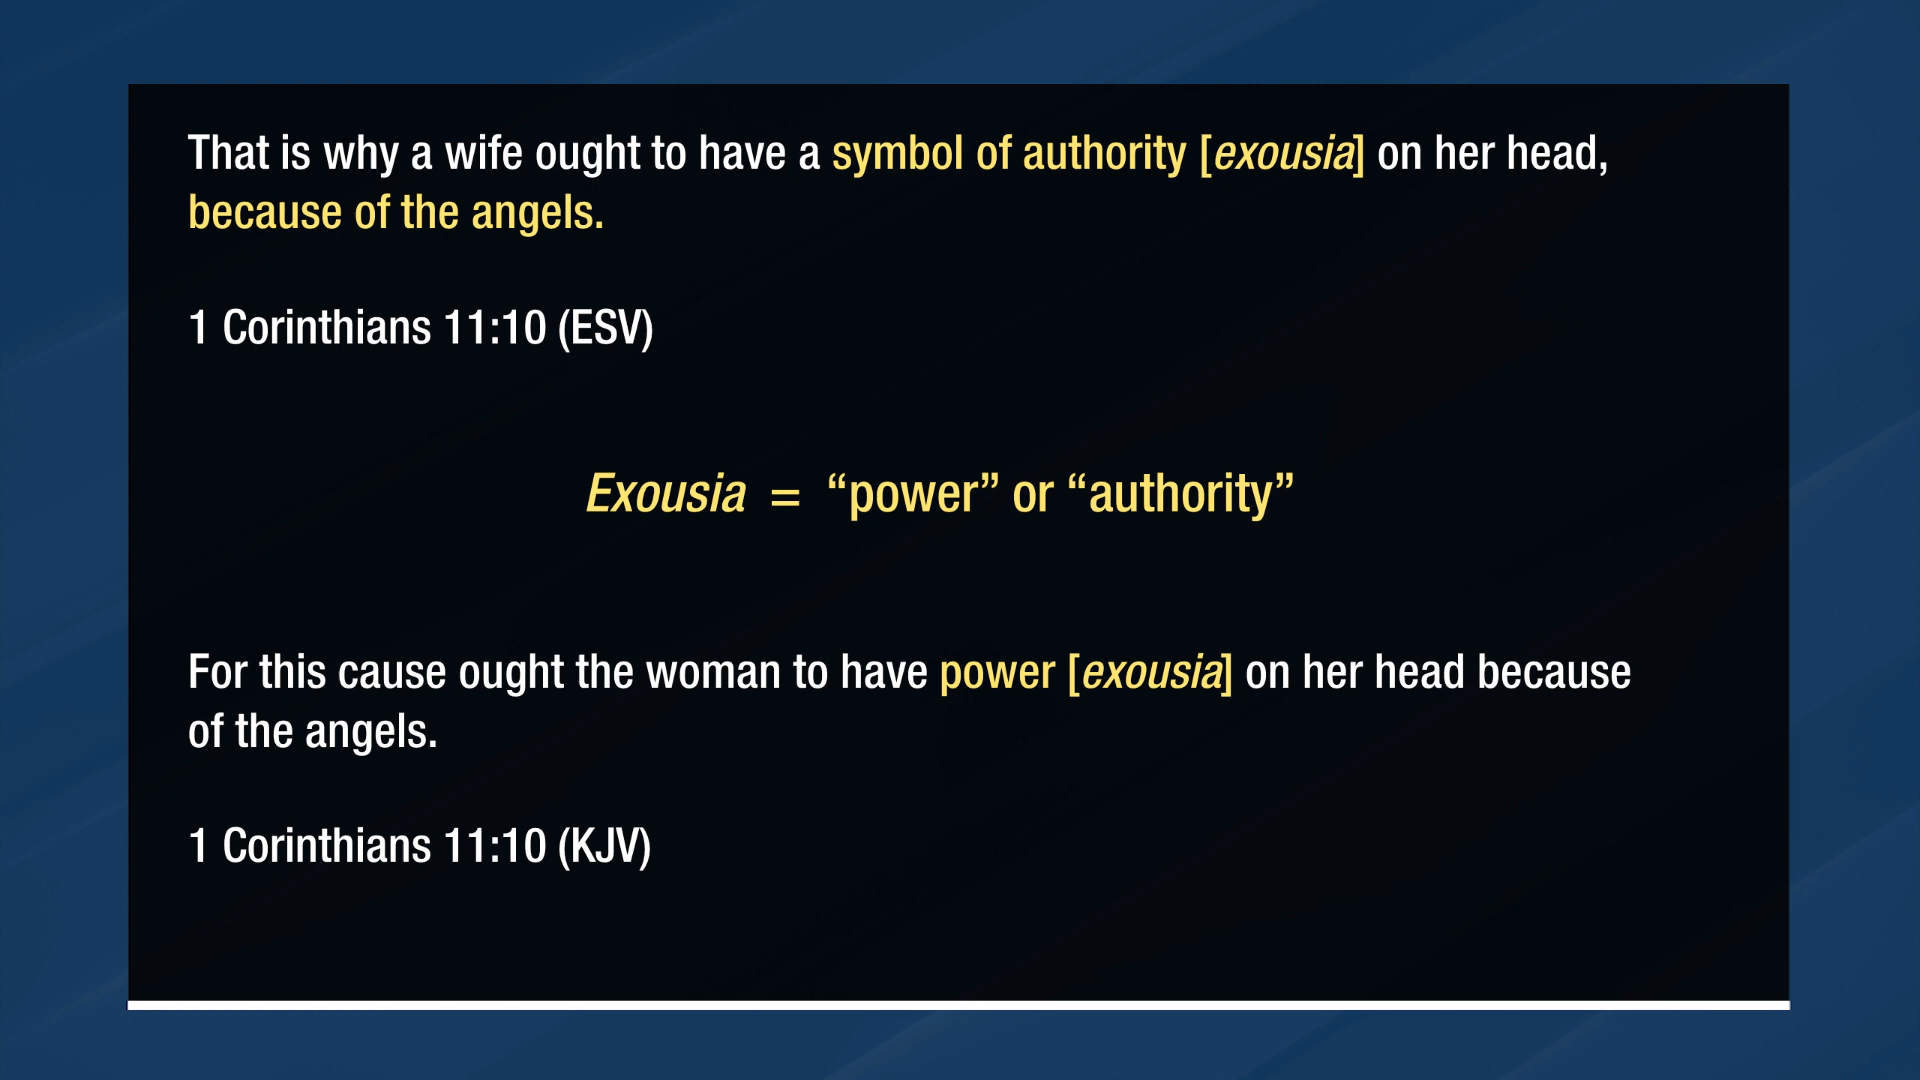 That is why a wife ought to have a symbol of authority [exousia] on her head,
because of the angels.
1 Corinthians 11:10 (ESV)
Exousia = “power” or “authority”
For this cause ought the woman to have power [exousia] on her head because
of the angels.
1 Corinthians 11:10 (KJV)